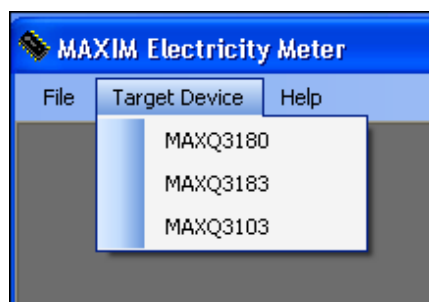 MAXIM Electricity Meter
File Target Device Help
MAXQ3180
MAXQ3183
MAXQ3103